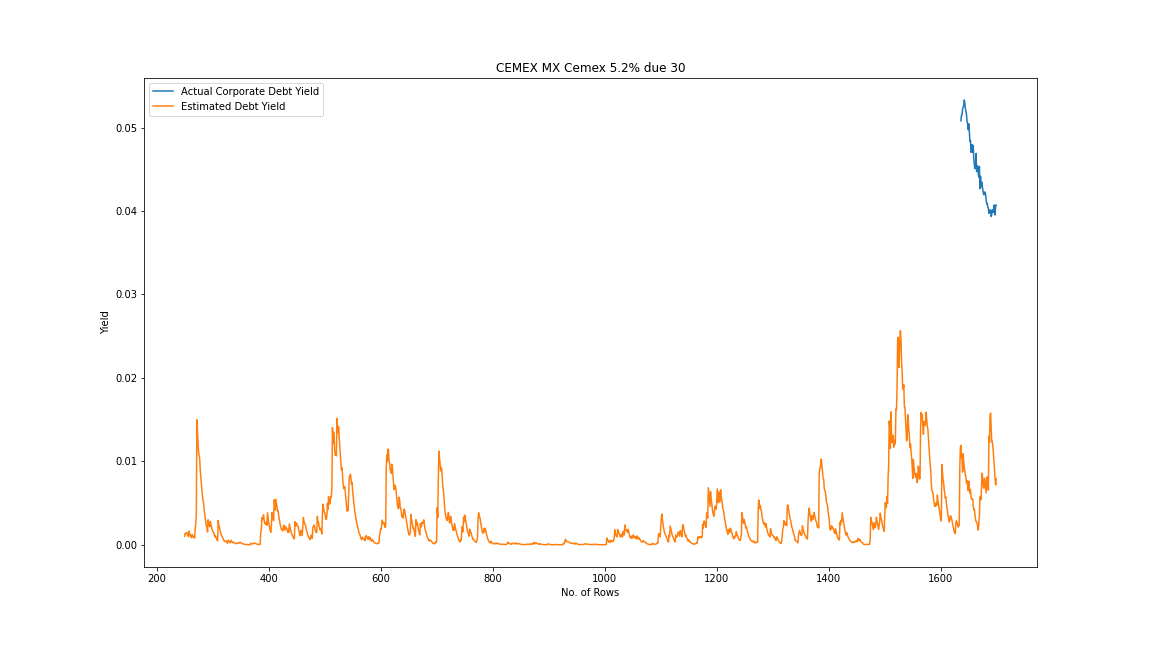 CEMEX MX Cemex 5.2% due 30
Actual Corporate Debt Yield
Estimated Debt Yield
Yield
0.05
0.04
0.03
0.02
0.01
0.00
200 400 600 800 1000 1200 1400 1600
No. of Rows